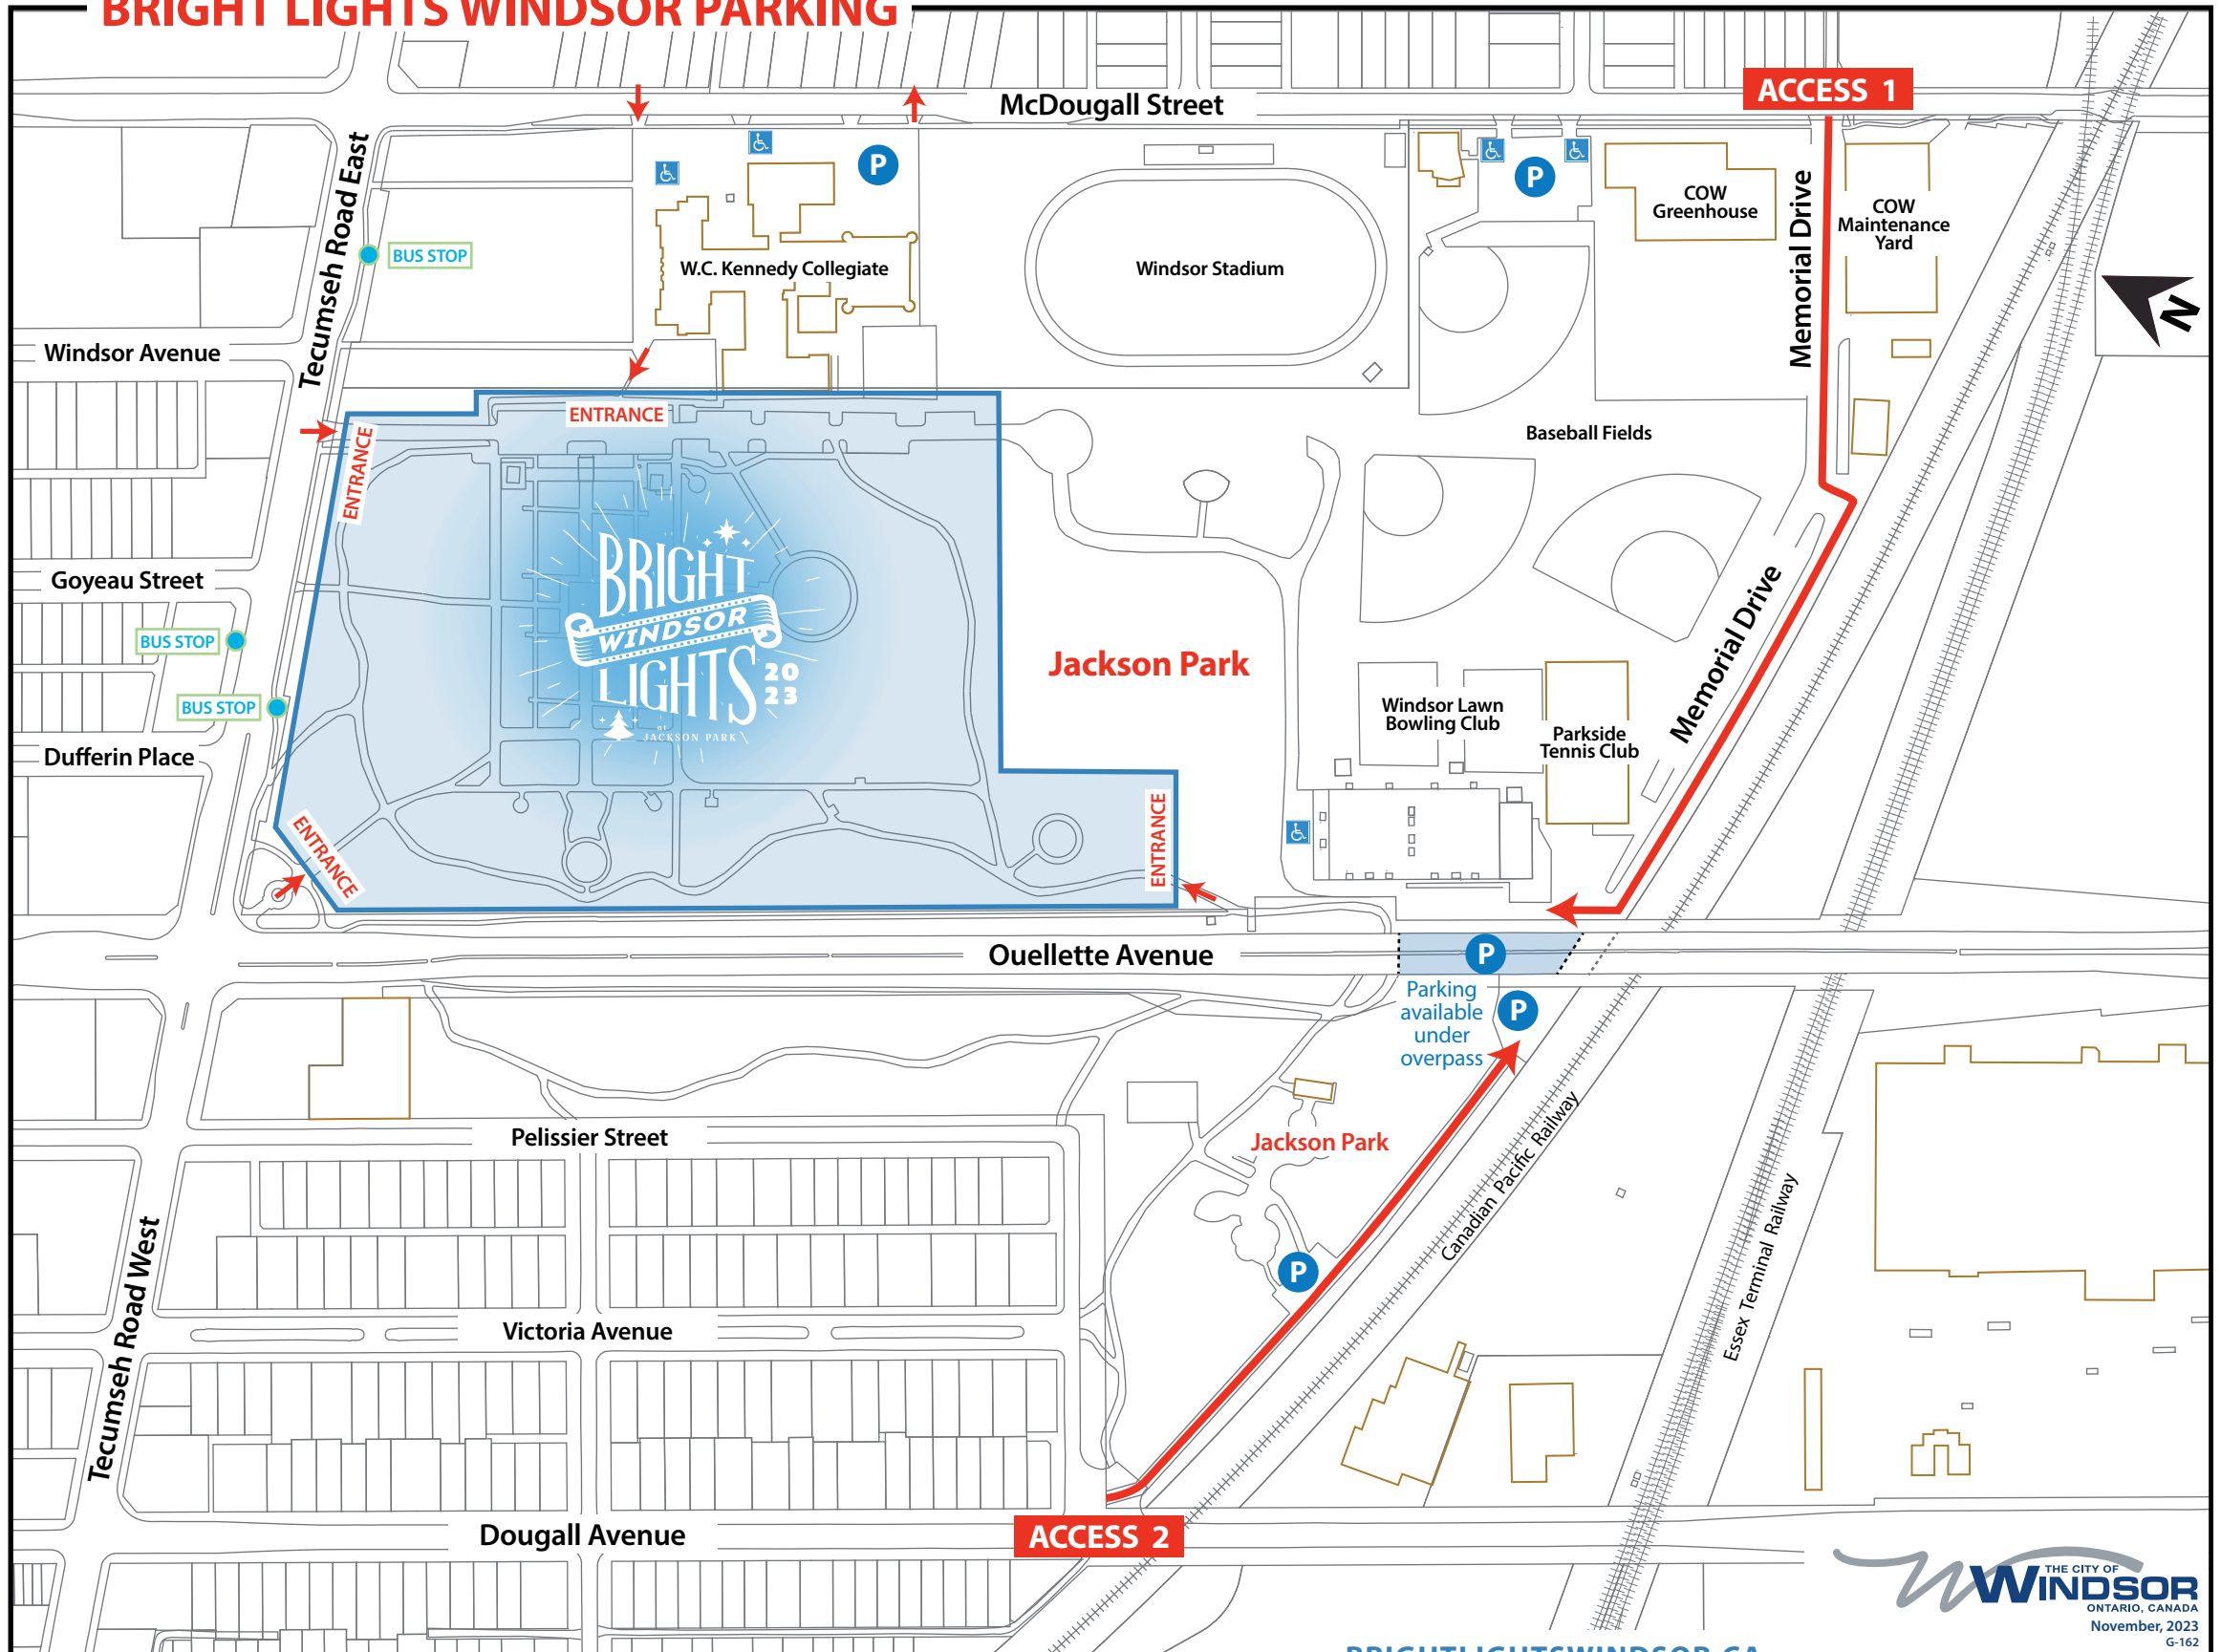 BRIGHT LIGHTS WINDSOR PARKING
ACCESS 1
McDougall Street
P
P
Tecumseh Road East
BUS STOP
W.C. Kennedy Collegiate
Windsor Stadium
COW
Greenhouse
Memorial Drive
COW
Maintenance
Yard
N
Windsor Avenue
ENTRANCE
ENTRANCE
Baseball Fields
BRIGHT
WINDSOR
LIGHTS
20
23
AT
JACKSON PARK
Goyeau Street
BUS STOP
BUS STOP
Dufferin Place
Jackson Park
Windsor Lawn
Bowling Club
Parkside
Tennis Club
Memorial Drive
ENTRANCE
ENTRANCE
Ouellette Avenue
P
Parking
available
under
overpass
P
Pelissier Street
Jackson Park
Canadian Pacific Railway
P
Essex Terminal Railway
Tecumseh Road West
Victoria Avenue
Dougall Avenue
ACCESS 2
THE CITY OF
WINDSOR
ONTARIO, CANADA
November, 2023
G-162
BRIGHTLIGHTSWINDSOR.CA